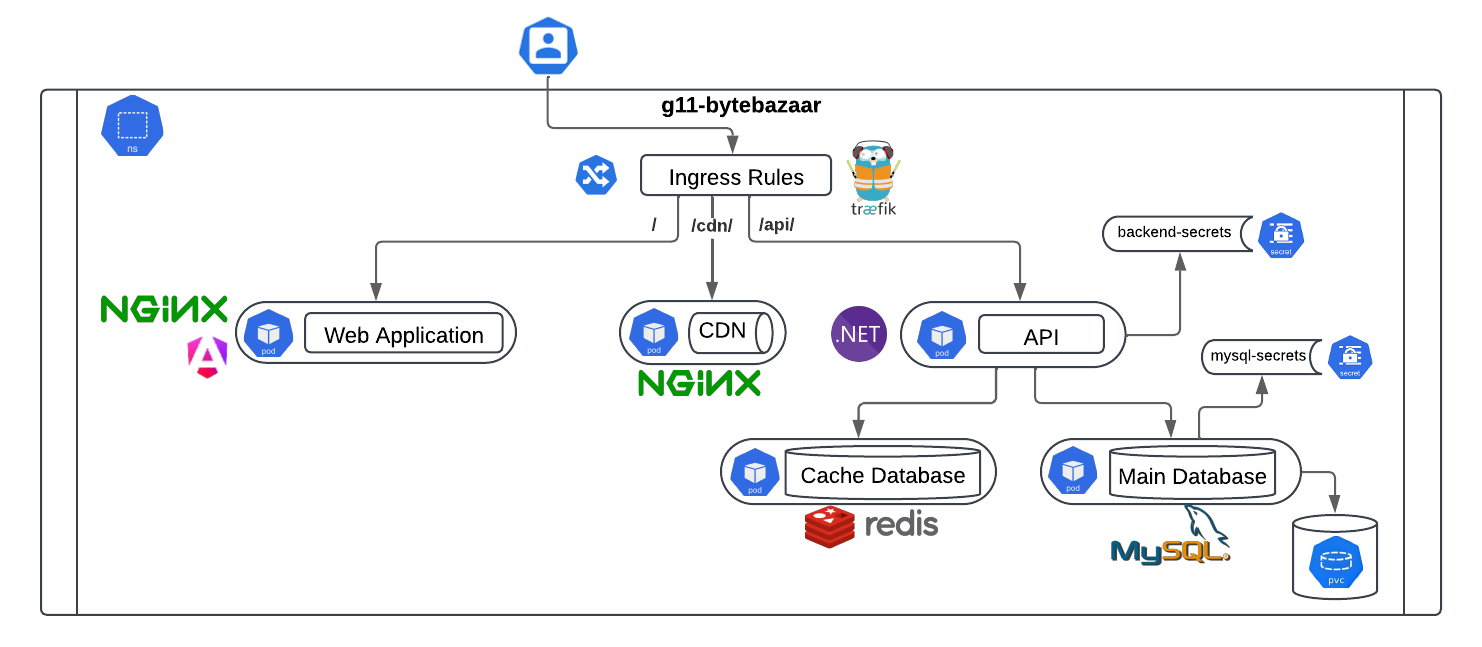 g11-bytebazaar
ns
Ingress Rules
træfik
/
/cdn/
/api/
backend-secrets
secret
NGINX
pod
Web Application
pod
CDN
NGINX
.NET
pod
API
mysql-secrets
secret
pod
Cache Database
redis
pod
Main Database
MySQL
pvc